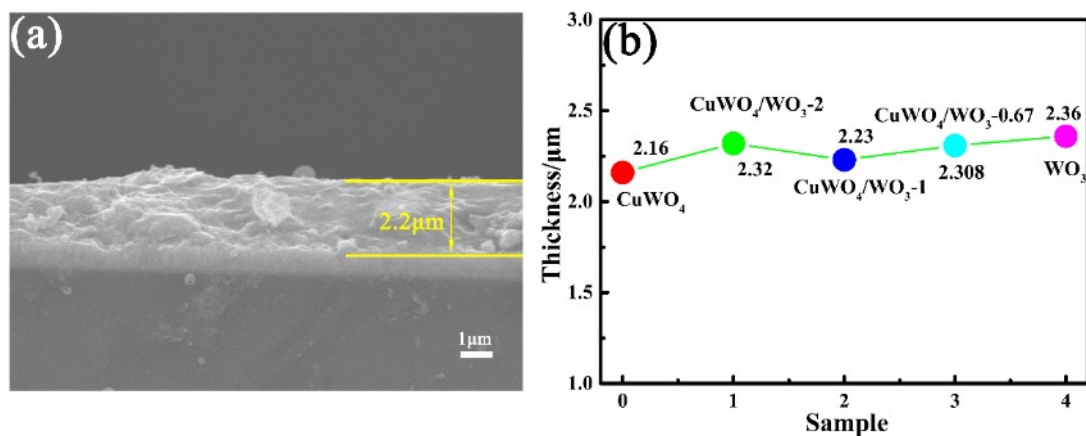 (a)
2.2μm
1μm
(b)
Thickness/μm
3.0
2.5
2.0
1.5
1.0
CuWO₄/WO₃-2
CuWO₄/WO₃-0.67
2.36
2.16
2.23
2.32
2.308
WO₃
CuWO₄
CuWO₄/WO₃-1
0 1 2 3 4
Sample